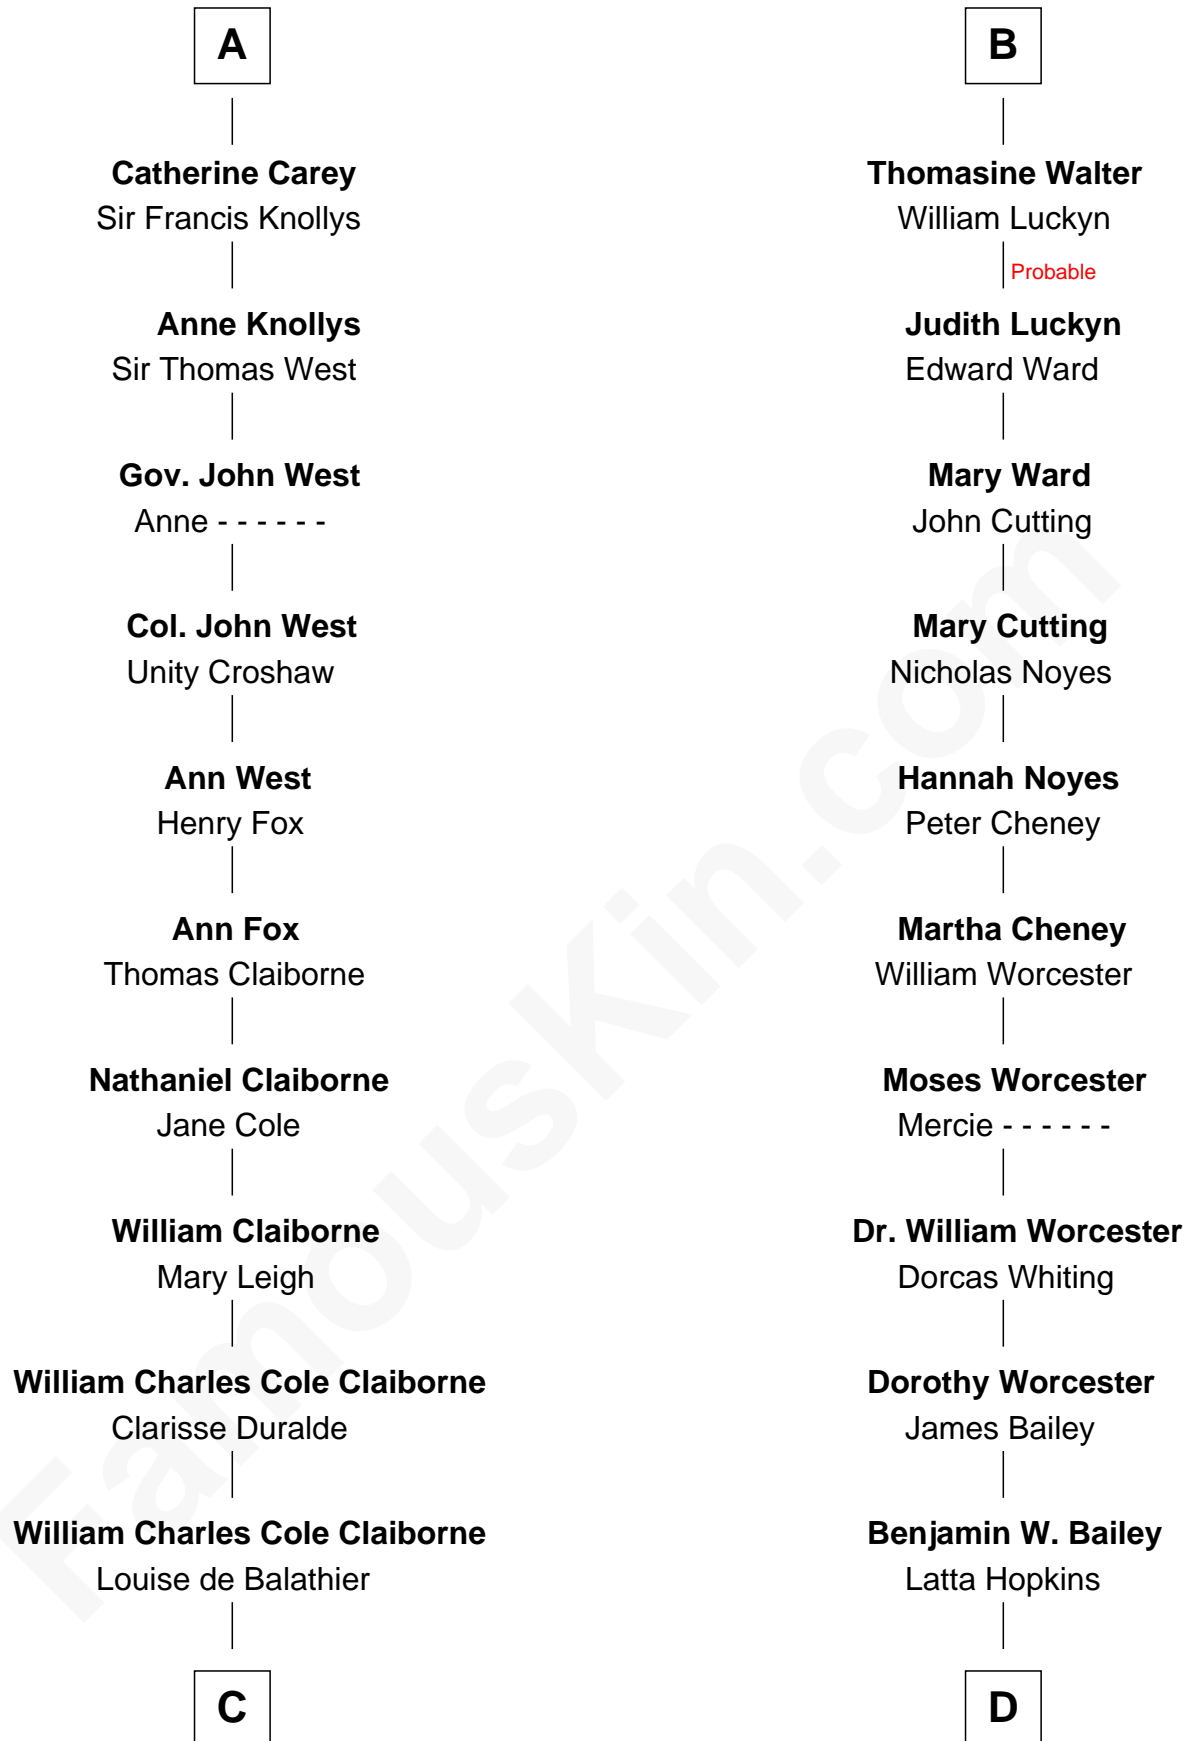 A
Catherine Carey
Sir Francis Knollys
Anne Knollys
Sir Thomas West
Gov. John West
Anne - - - - - -
Col. John West
Unity Croshaw
Ann West
Henry Fox
Ann Fox
Thomas Claiborne
Nathaniel Claiborne
Jane Cole
William Claiborne
Mary Leigh
William Charles Cole Claiborne
Clarisse Duralde
William Charles Cole Claiborne
Louise de Balathier
C
B
Thomasine Walter
William Luckyn
Probable
Judith Luckyn
Edward Ward
Mary Ward
John Cutting
Mary Cutting
Nicholas Noyes
Hannah Noyes
Peter Cheney
Martha Cheney
William Worcester
Moses Worcester
Mercie - - - - - -
Dr. William Worcester
Dorcas Whiting
Dorothy Worcester
James Bailey
Benjamin W. Bailey
Latta Hopkins
D
FamousKin.com